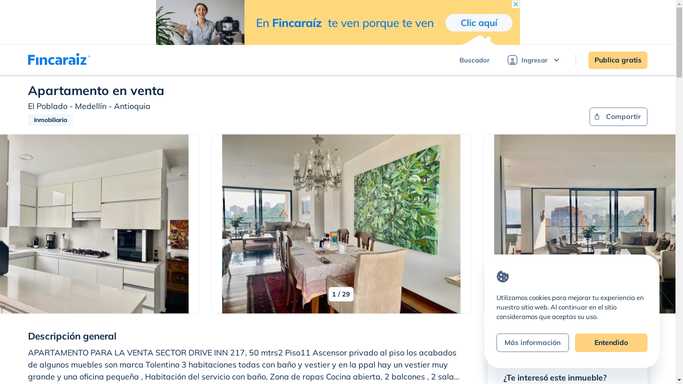 En Fincaraíz te ven porque te ven
Clic aquí
Fincaraíz
Buscador
Ingresar
Publica gratis
Apartamento en venta
El Poblado - Medellín - Antioquia
Inmobiliaria
Compartir
1 / 29
Utilizamos cookies para mejorar tu experiencia en
nuestro sitio web. Al continuar en el sitio
consideramos que aceptas su uso.
Más información
Entendido
Descripción general
APARTAMENTO PARA LA VENTA SECTOR DRIVE INN 217, 50 mtrs2 Piso11 Ascensor privado al piso los acabados
de algunos muebles son marca Tolentino 3 habitaciones todas con baño y vestier y en la ppal hay un vestier muy
grande y una oficina pequeña , Habitación del servicio con baño, Zona de ropas Cocina abierta, 2 balcones , 2 sala...
¿Te interesó este inmueble?